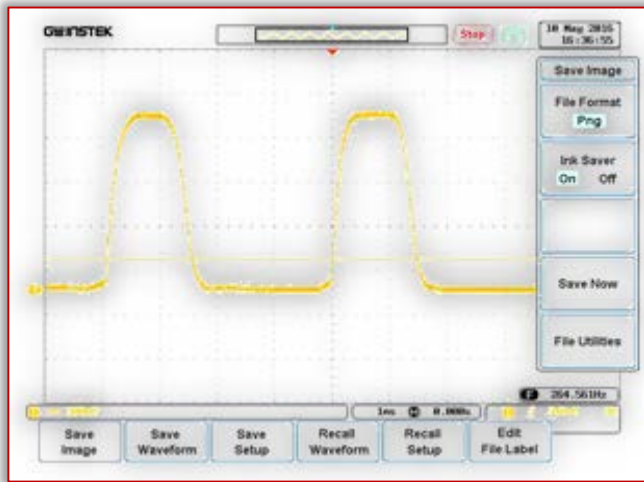 GWINSTEK
Stop
10 May 2016
16:36:55
Save Image
File Format
Png
Ink Saver
On Off
Save Now
File Utilities
F 264.561Hz
1ms 0.000s
Save Image
Save Waveform
Save Setup
Recall Waveform
Recall Setup
Edit File Label